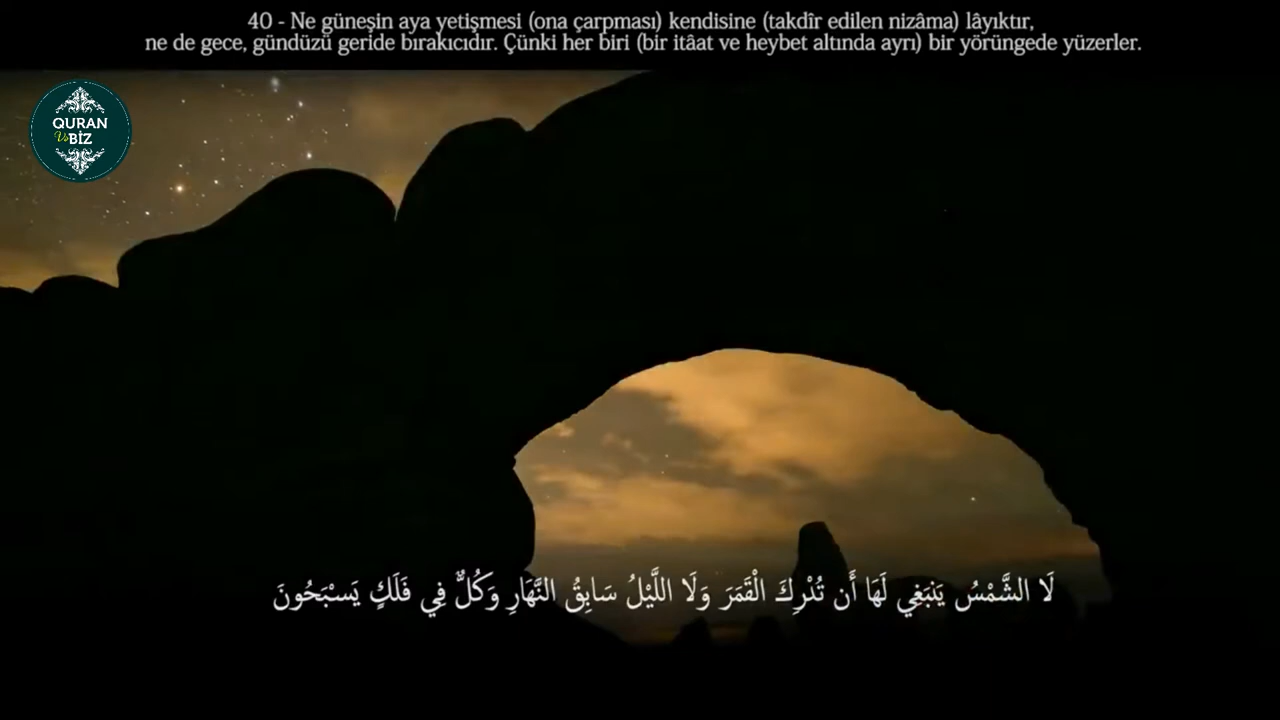 40 - Ne güneşin aya yetişmesi (ona çarpması) kendisine (takdîr edilen nizâma) lâyıktır,
ne de gece, gündüzü geride bırakıcıdır. Çünki her biri (bir itâat ve heybet altında ayrı) bir yörüngede yüzerler.
QURAN
Və BİZ
لَا الشَّمْسُ يَنبَغِي لَهَا أَن تُدْرِكَ الْقَمَرَ وَلَا اللَّيْلُ سَابِقُ النَّهَارِ وَكُلٌّ فِي فَلَكٍ يَسْبَحُونَ